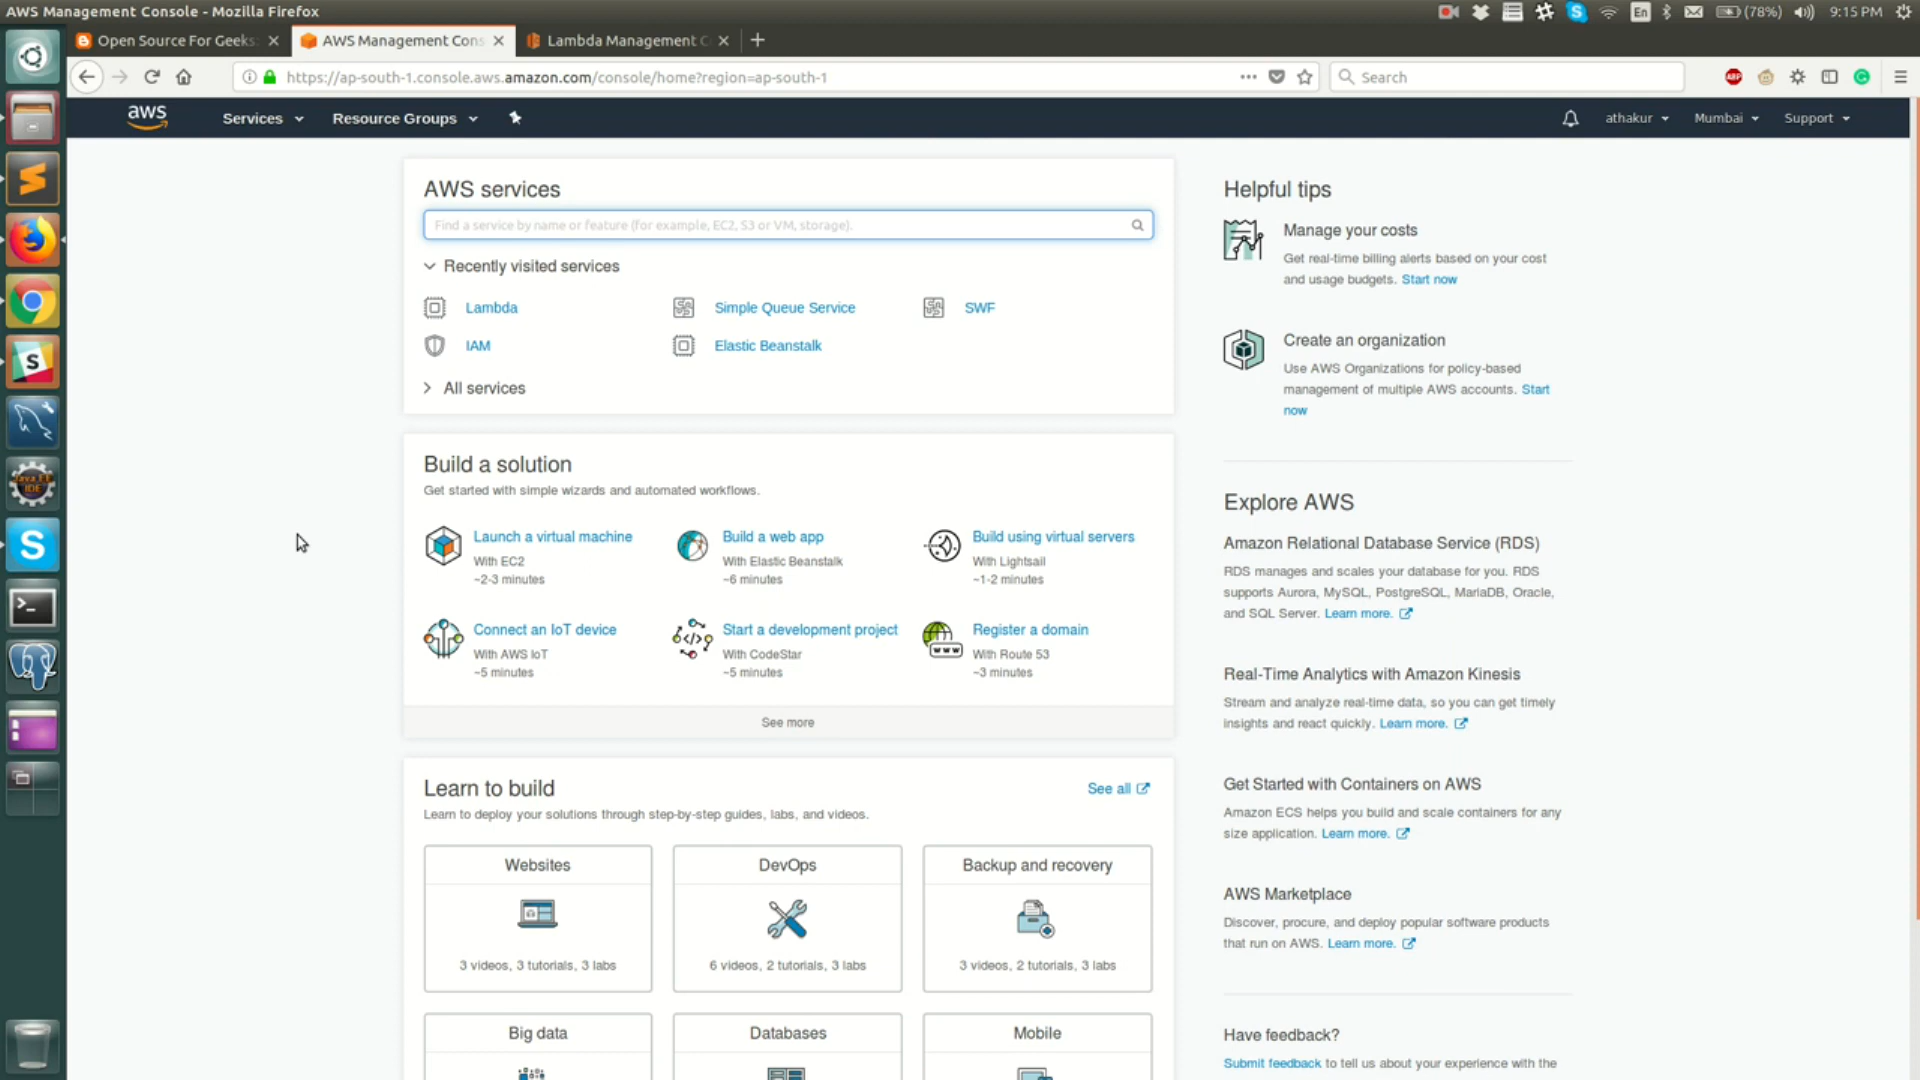 AWS Management Console - Mozilla Firefox
En
(78%)
9:15 PM
Open Source For Geeks:
AWS Management Cons
Lambda Management C
https://ap-south-1.console.aws.amazon.com/console/home?region=ap-south-1
Search
ABP
aws
Services
Resource Groups
athakur
Mumbai
Support
AWS services
Find a service by name or feature (for example, EC2, S3 or VM, storage).
Recently visited services
Lambda
Simple Queue Service
SWF
IAM
Elastic Beanstalk
All services
Build a solution
Get started with simple wizards and automated workflows.
Launch a virtual machine
With EC2
~2-3 minutes
Build a web app
With Elastic Beanstalk
~6 minutes
Build using virtual servers
With Lightsail
~1-2 minutes
Connect an IoT device
With AWS IoT
~5 minutes
Start a development project
With CodeStar
~5 minutes
Register a domain
With Route 53
~3 minutes
See more
Learn to build
See all
Learn to deploy your solutions through step-by-step guides, labs, and videos.
Websites
3 videos, 3 tutorials, 3 labs
DevOps
6 videos, 2 tutorials, 3 labs
Backup and recovery
3 videos, 2 tutorials, 3 labs
Big data
Databases
Mobile
Helpful tips
Manage your costs
Get real-time billing alerts based on your cost
and usage budgets. Start now
Create an organization
Use AWS Organizations for policy-based
management of multiple AWS accounts. Start
now
Explore AWS
Amazon Relational Database Service (RDS)
RDS manages and scales your database for you. RDS
supports Aurora, MySQL, PostgreSQL, MariaDB, Oracle,
and SQL Server. Learn more.
Real-Time Analytics with Amazon Kinesis
Stream and analyze real-time data, so you can get timely
insights and react quickly. Learn more.
Get Started with Containers on AWS
Amazon ECS helps you build and scale containers for any
size application. Learn more.
AWS Marketplace
Discover, procure, and deploy popular software products
that run on AWS. Learn more.
Have feedback?
Submit feedback to tell us about your experience with the